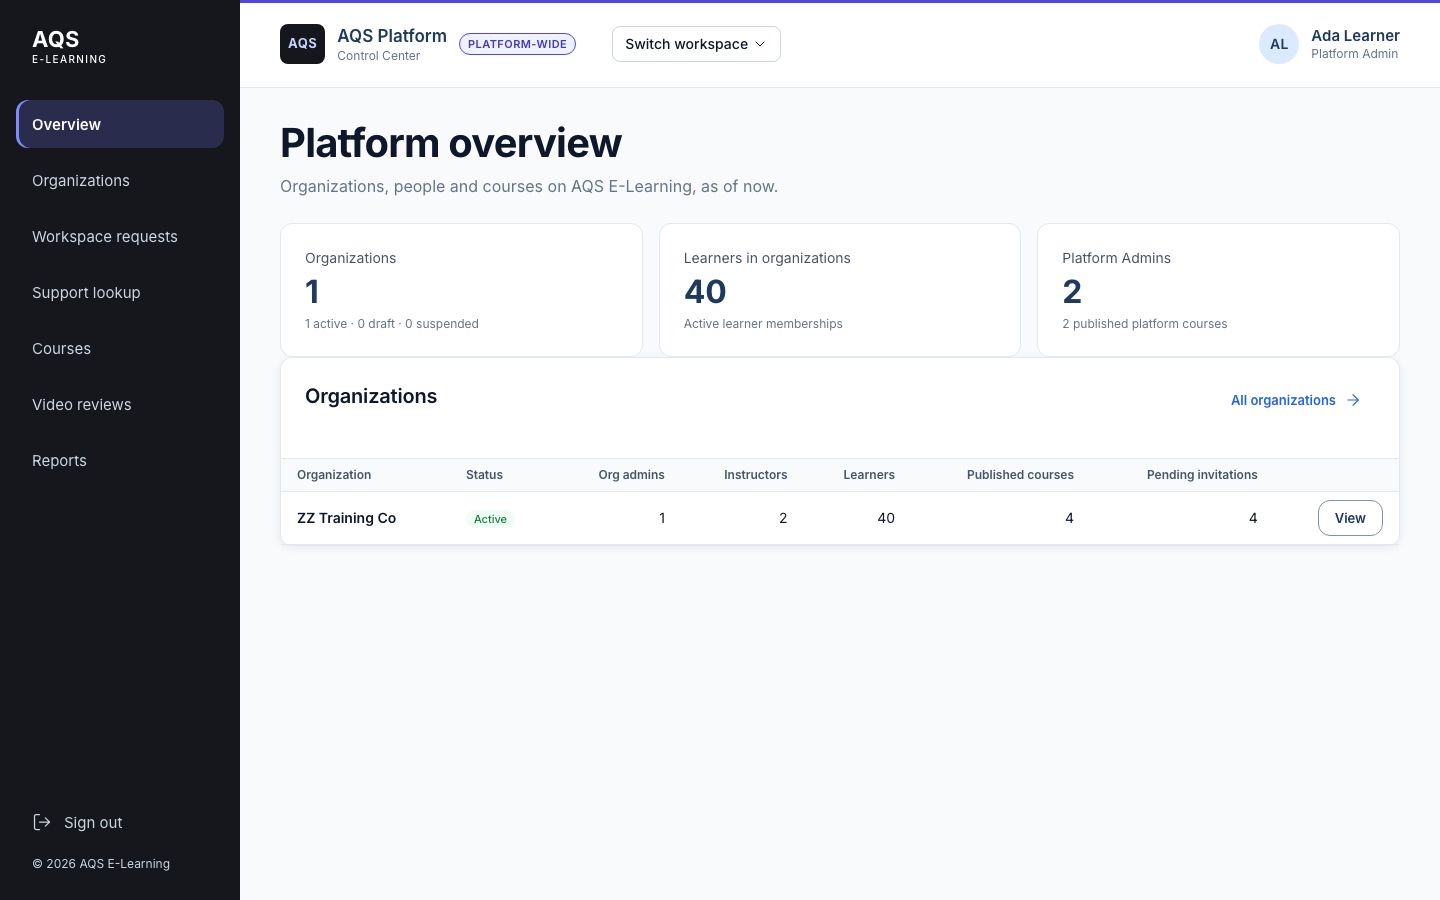 AQS
E-LEARNING
Overview
Organizations
Workspace requests
Support lookup
Courses
Video reviews
Reports
Sign out
© 2026 AQS E-Learning
AQS
AQS Platform
Control Center
PLATFORM-WIDE
Switch workspace
AL
Ada Learner
Platform Admin
Platform overview
Organizations, people and courses on AQS E-Learning, as of now.
Organizations
1
1 active · 0 draft · 0 suspended
Learners in organizations
40
Active learner memberships
Platform Admins
2
2 published platform courses
Organizations
All organizations
Organization Status Org admins Instructors Learners Published courses Pending invitations
ZZ Training Co Active 1 2 40 4 4 View